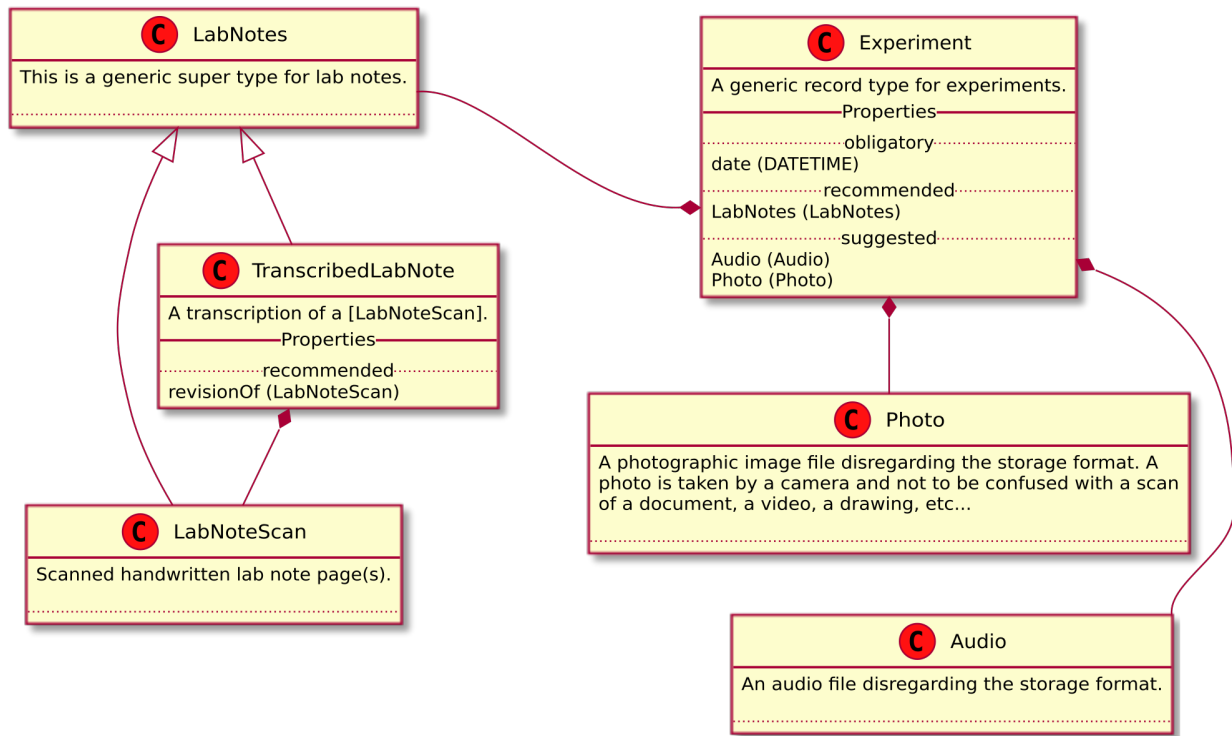 C LabNotes
This is a generic super type for lab notes.
C Experiment
A generic record type for experiments.
Properties
obligatory
date (DATETIME)
recommended
LabNotes (LabNotes)
suggested
Audio (Audio)
Photo (Photo)
C TranscribedLabNote
A transcription of a [LabNoteScan].
Properties
recommended
revisionOf (LabNoteScan)
C Photo
A photographic image file disregarding the storage format. A
photo is taken by a camera and not to be confused with a scan
of a document, a video, a drawing, etc...
C LabNoteScan
Scanned handwritten lab note page(s).
C Audio
An audio file disregarding the storage format.